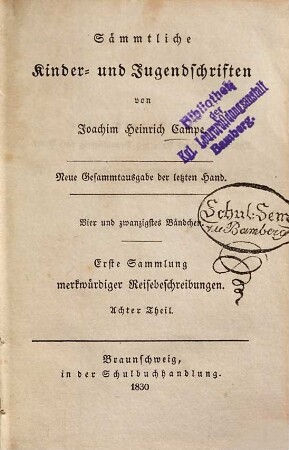 Sämmtliche
Kinder- und Jugendschriften
von
Joachim Heinrich Campe.
Bibliothek
der
Kgl. Lehrerbildungsanstalt
Bamberg.
Neue Gesammtausgabe der letzten Hand.
Vier und zwanzigstes Bändchen.
Schul-Sem
zu Bamberg
Erste Sammlung
merkwürdiger Reisebeschreibungen.
Achter Theil.
Braunschweig,
in der Schulbuchhandlung.
1830